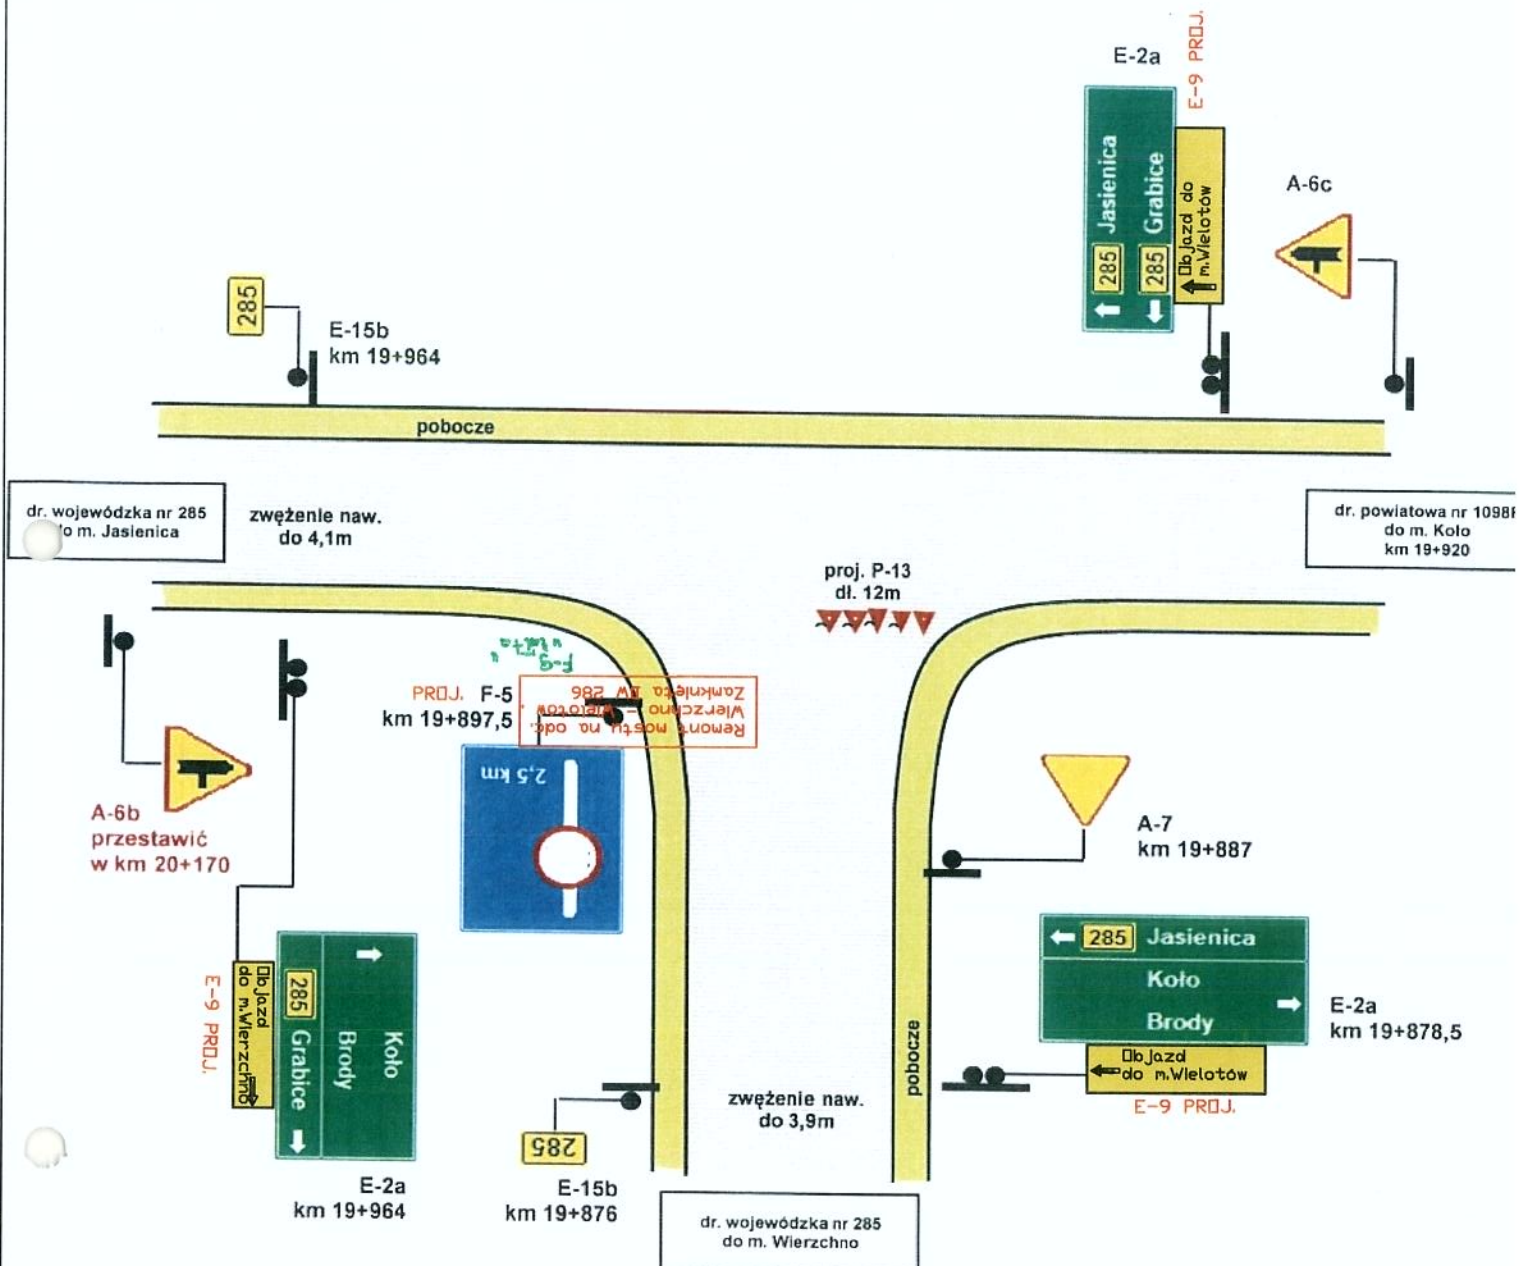 E-2a
E-9 PROJ.
285 Jasienica
285 Grabice
Objazd do
m.Wielotów
A-6c
285
E-15b
km 19+964
pobocze
dr. wojewódzka nr 285
do m. Jasienica
zwężenie naw.
do 4,1m
dr. powiatowa nr 1098F
do m. Koło
km 19+920
proj. P-13
dł. 12m
F-9
PROJ. F-5
km 19+897,5
Remont mostu na odc.
Wierzchno – Wielotów.
Zamknięta DW 286
2,5 km
A-6b
przestawić
w km 20+170
A-7
km 19+887
285 Jasienica
Koło
Brody
E-2a
km 19+878,5
Objazd
do m.Wielotów
E-9 PROJ.
Koło
Brody
285 Grabice
Objazd
do m.Wierzchno
E-9 PROJ.
E-2a
km 19+964
285
E-15b
km 19+876
zwężenie naw.
do 3,9m
pobocze
dr. wojewódzka nr 285
do m. Wierzchno